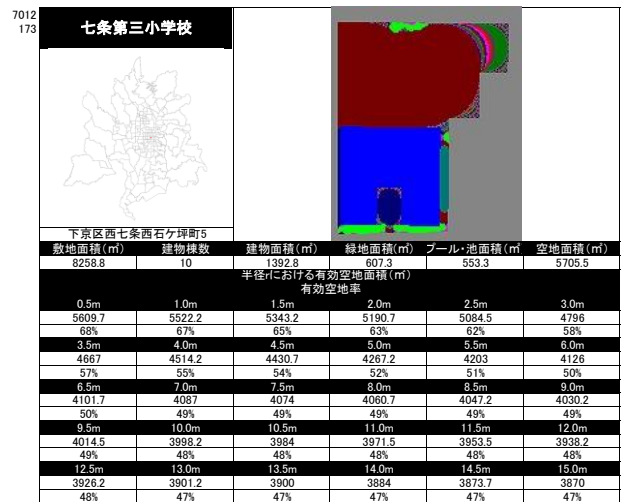 7012
173
七条第三小学校
下京区西七条西石ケ坪町5
敷地面積(㎡) 建物棟数 建物面積(㎡) 緑地面積(㎡) プール・池面積(㎡ 空地面積(㎡)
8258.8 10 1392.8 607.3 553.3 5705.5
半径rにおける有効空地面積(㎡)
有効空地率
0.5m 1.0m 1.5m 2.0m 2.5m 3.0m
5609.7 5522.2 5343.2 5190.7 5084.5 4796
68% 67% 65% 63% 62% 58%
3.5m 4.0m 4.5m 5.0m 5.5m 6.0m
4667 4514.2 4430.7 4267.2 4203 4126
57% 55% 54% 52% 51% 50%
6.5m 7.0m 7.5m 8.0m 8.5m 9.0m
4101.7 4087 4074 4060.7 4047.2 4030.2
50% 49% 49% 49% 49% 49%
9.5m 10.0m 10.5m 11.0m 11.5m 12.0m
4014.5 3998.2 3984 3971.5 3953.5 3938.2
49% 48% 48% 48% 48% 48%
12.5m 13.0m 13.5m 14.0m 14.5m 15.0m
3926.2 3901.2 3900 3884 3873.7 3870
48% 47% 47% 47% 47% 47%